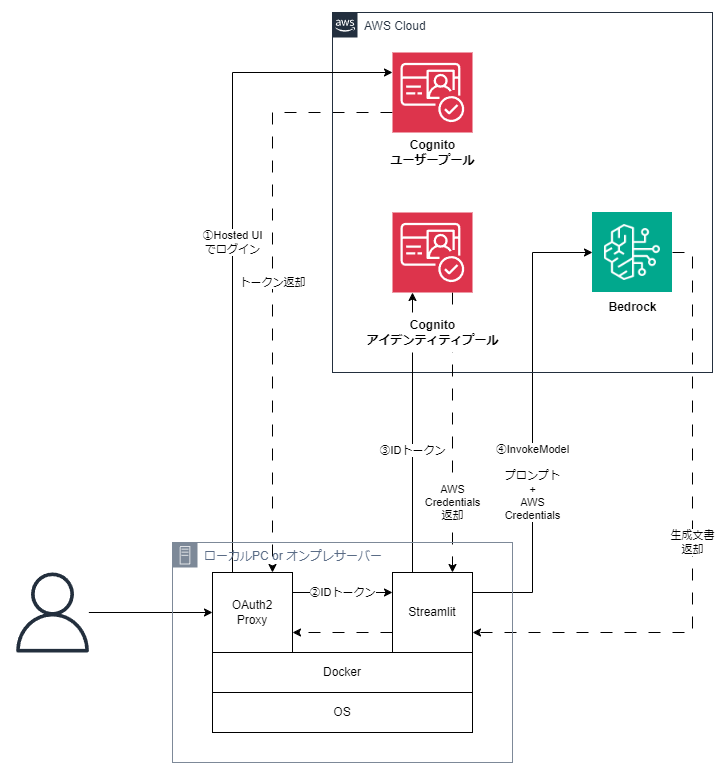 aws
AWS Cloud
Cognito
ユーザープール
①Hosted UI
でログイン
トークン返却
Cognito
アイデンティティプール
Bedrock
③IDトークン
④InvokeModel
プロンプト
+
AWS
Credentials
AWS
Credentials
返却
生成文書
返却
ローカルPC or オンプレサーバー
OAuth2
Proxy
②IDトークン
Streamlit
Docker
OS